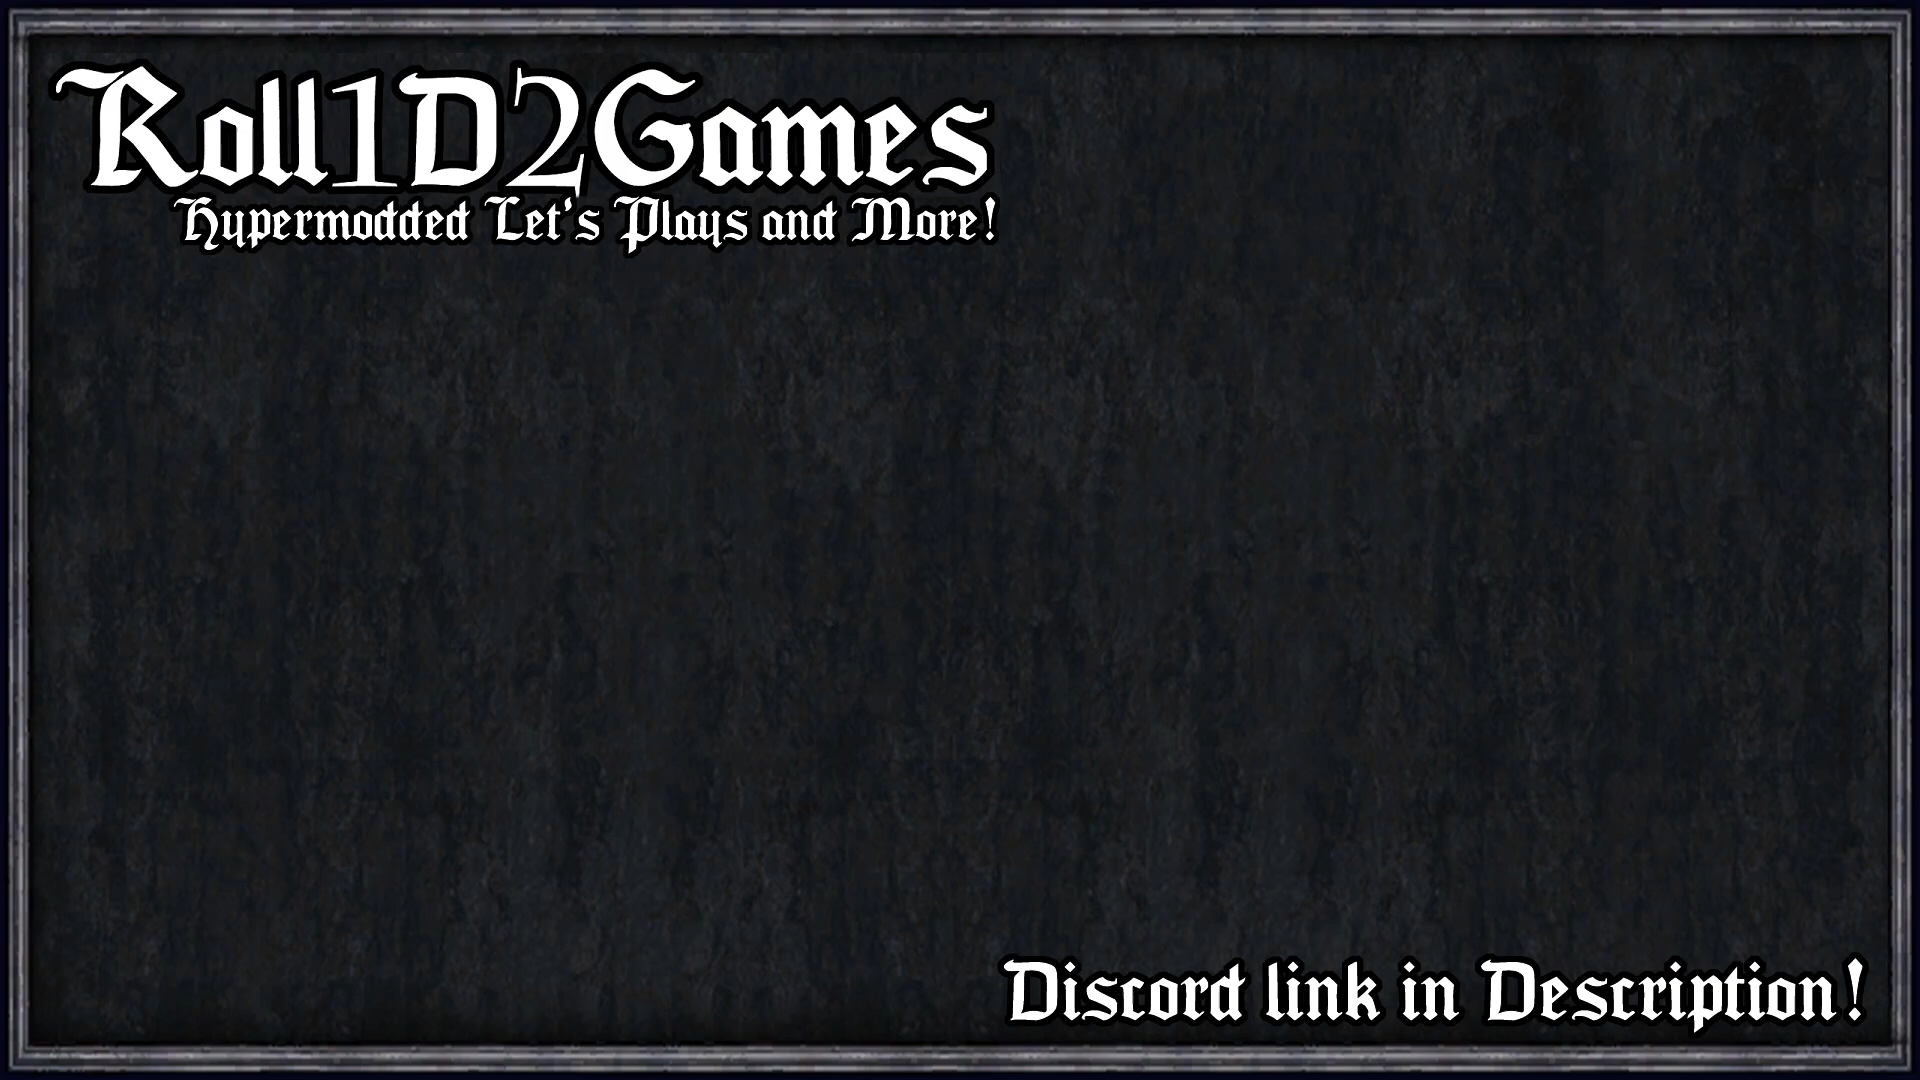 Roll1D2Games
Hypermodded Let's Plays and More!
Discord link in Description!